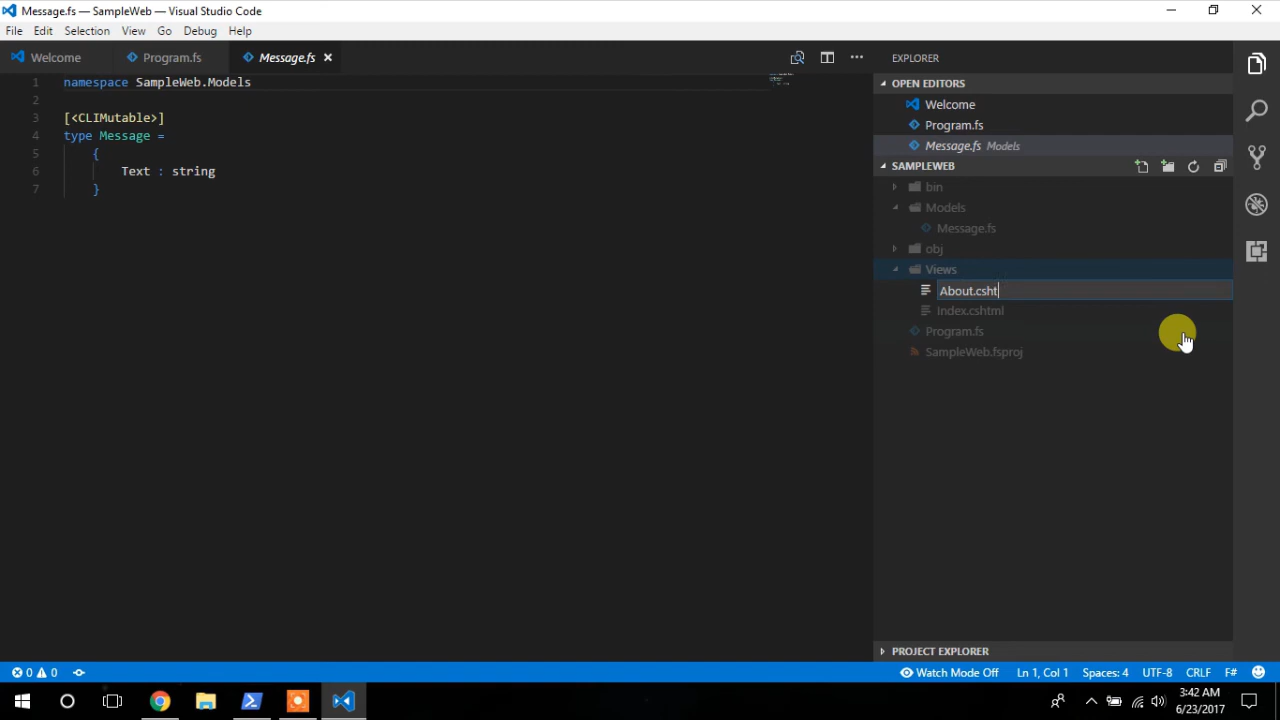 Message.fs — SampleWeb — Visual Studio Code
File Edit Selection View Go Debug Help
Welcome Program.fs Message.fs
1 namespace SampleWeb.Models
2
3 [<CLIMutable>]
4 type Message =
5 {
6 Text : string
7 }
EXPLORER
OPEN EDITORS
Welcome
Program.fs
Message.fs Models
SAMPLEWEB
bin
Models
Message.fs
obj
Views
About.csht
Index.cshtml
Program.fs
SampleWeb.fsproj
PROJECT EXPLORER
0 0 Watch Mode Off Ln 1, Col 1 Spaces: 4 UTF-8 CRLF F#
3:42 AM
6/23/2017